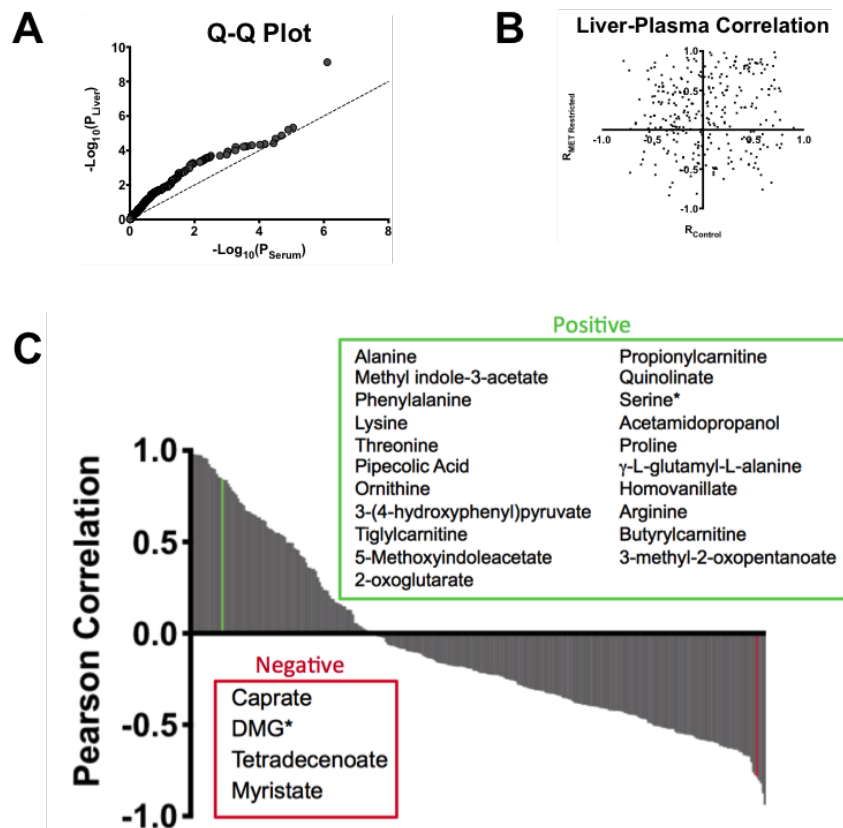 A
Q-Q Plot
10
8
6
4
2
0
0 2 4 6 8
-Log10(PLiver)
-Log10(PSerum)
B
Liver-Plasma Correlation
1.0
0.5
-0.5
-1.0
-1.0 -0.5 0.5 1.0
RMET Restricted
RControl
C
Positive
Alanine
Methyl indole-3-acetate
Phenylalanine
Lysine
Threonine
Pipecolic Acid
Ornithine
3-(4-hydroxyphenyl)pyruvate
Tiglylcarnitine
5-Methoxyindoleacetate
2-oxoglutarate
Propionylcarnitine
Quinolinate
Serine*
Acetamidopropanol
Proline
γ-L-glutamyl-L-alanine
Homovanillate
Arginine
Butyrylcarnitine
3-methyl-2-oxopentanoate
Pearson Correlation
1.0
0.5
0.0
-0.5
-1.0
Negative
Caprate
DMG*
Tetradecenoate
Myristate